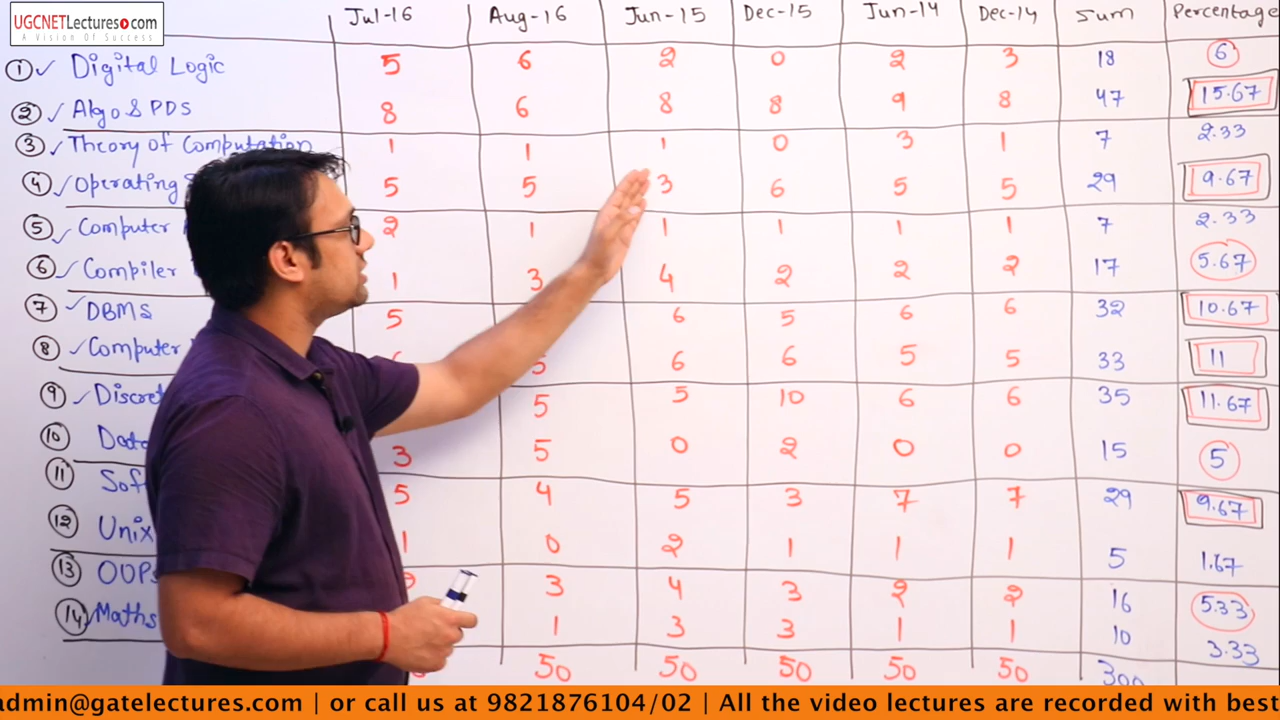 UGCNETLectures.com
A Vision Of Success
Jul-16 Aug-16 Jun-15 Dec-15 Jun-14 Dec-14 Sum Percentage
1 ✓ Digital Logic 5 6 2 0 2 3 18 6
2 ✓ Algo & PDS 8 6 8 8 9 8 47 15.67
3 ✓ Theory of Computation 1 1 1 0 3 1 7 2.33
4 ✓ Operating 5 5 3 6 5 5 29 9.67
5 ✓ Computer 2 1 1 1 1 1 7 2.33
6 ✓ Compiler 1 3 4 2 2 2 17 5.67
7 ✓ DBMS 5 6 5 6 6 32 10.67
8 ✓ Computer 5 6 6 5 5 33 11
9 ✓ Discret 5 5 10 6 6 35 11.67
10 Data 3 5 0 2 0 0 15 5
11 Sof 5 4 5 3 7 7 29 9.67
12 Unix 1 0 2 1 1 1 5 1.67
13 OOPs 3 4 3 2 2 16 5.33
14 Maths 1 3 3 1 1 10 3.33
50 50 50 50 50 300
admin@gatelectures.com | or call us at 9821876104/02 | All the video lectures are recorded with best